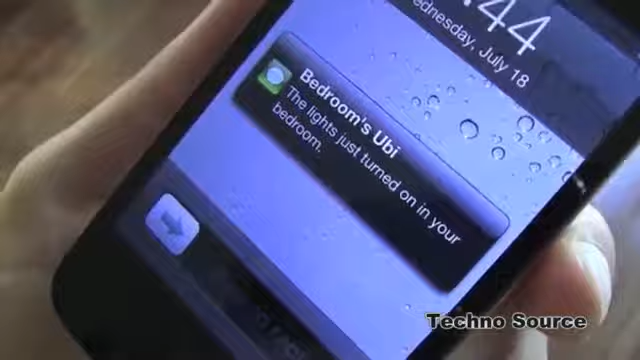 :44
Wednesday, July 18
Bedroom's Ubi
The lights just turned on in your
bedroom.
Techno Source